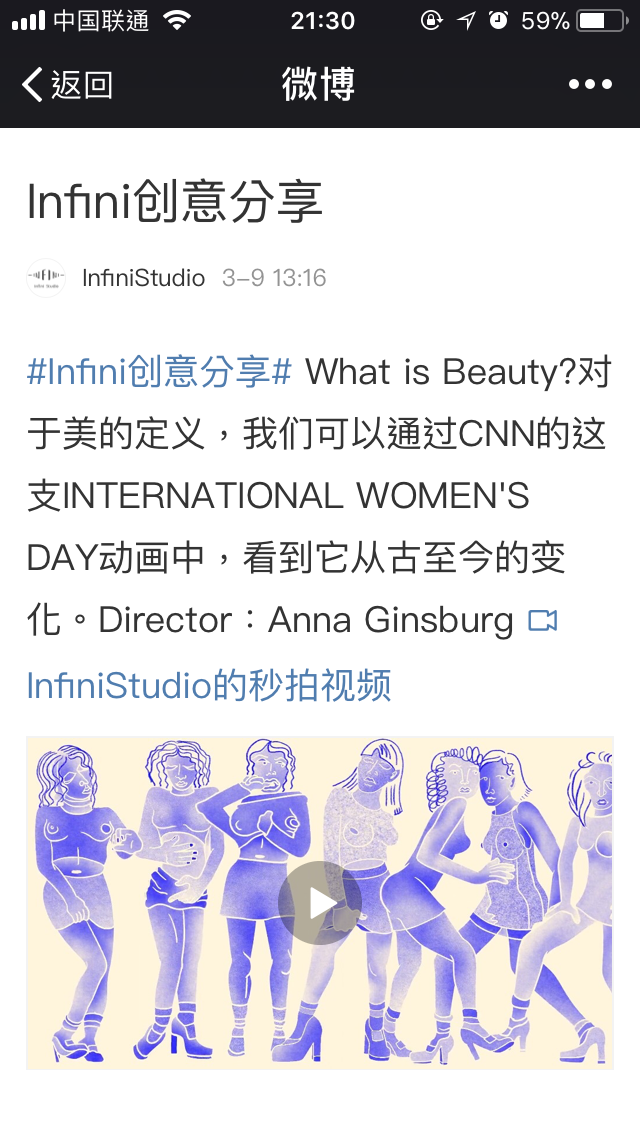 中国联通 21:30 59%
返回 微博
Infini创意分享
InfiniStudio 3-9 13:16
#Infini创意分享# What is Beauty?对
于美的定义，我们可以通过CNN的这
支INTERNATIONAL WOMEN'S
DAY动画中，看到它从古至今的变
化。Director：Anna Ginsburg
InfiniStudio的秒拍视频